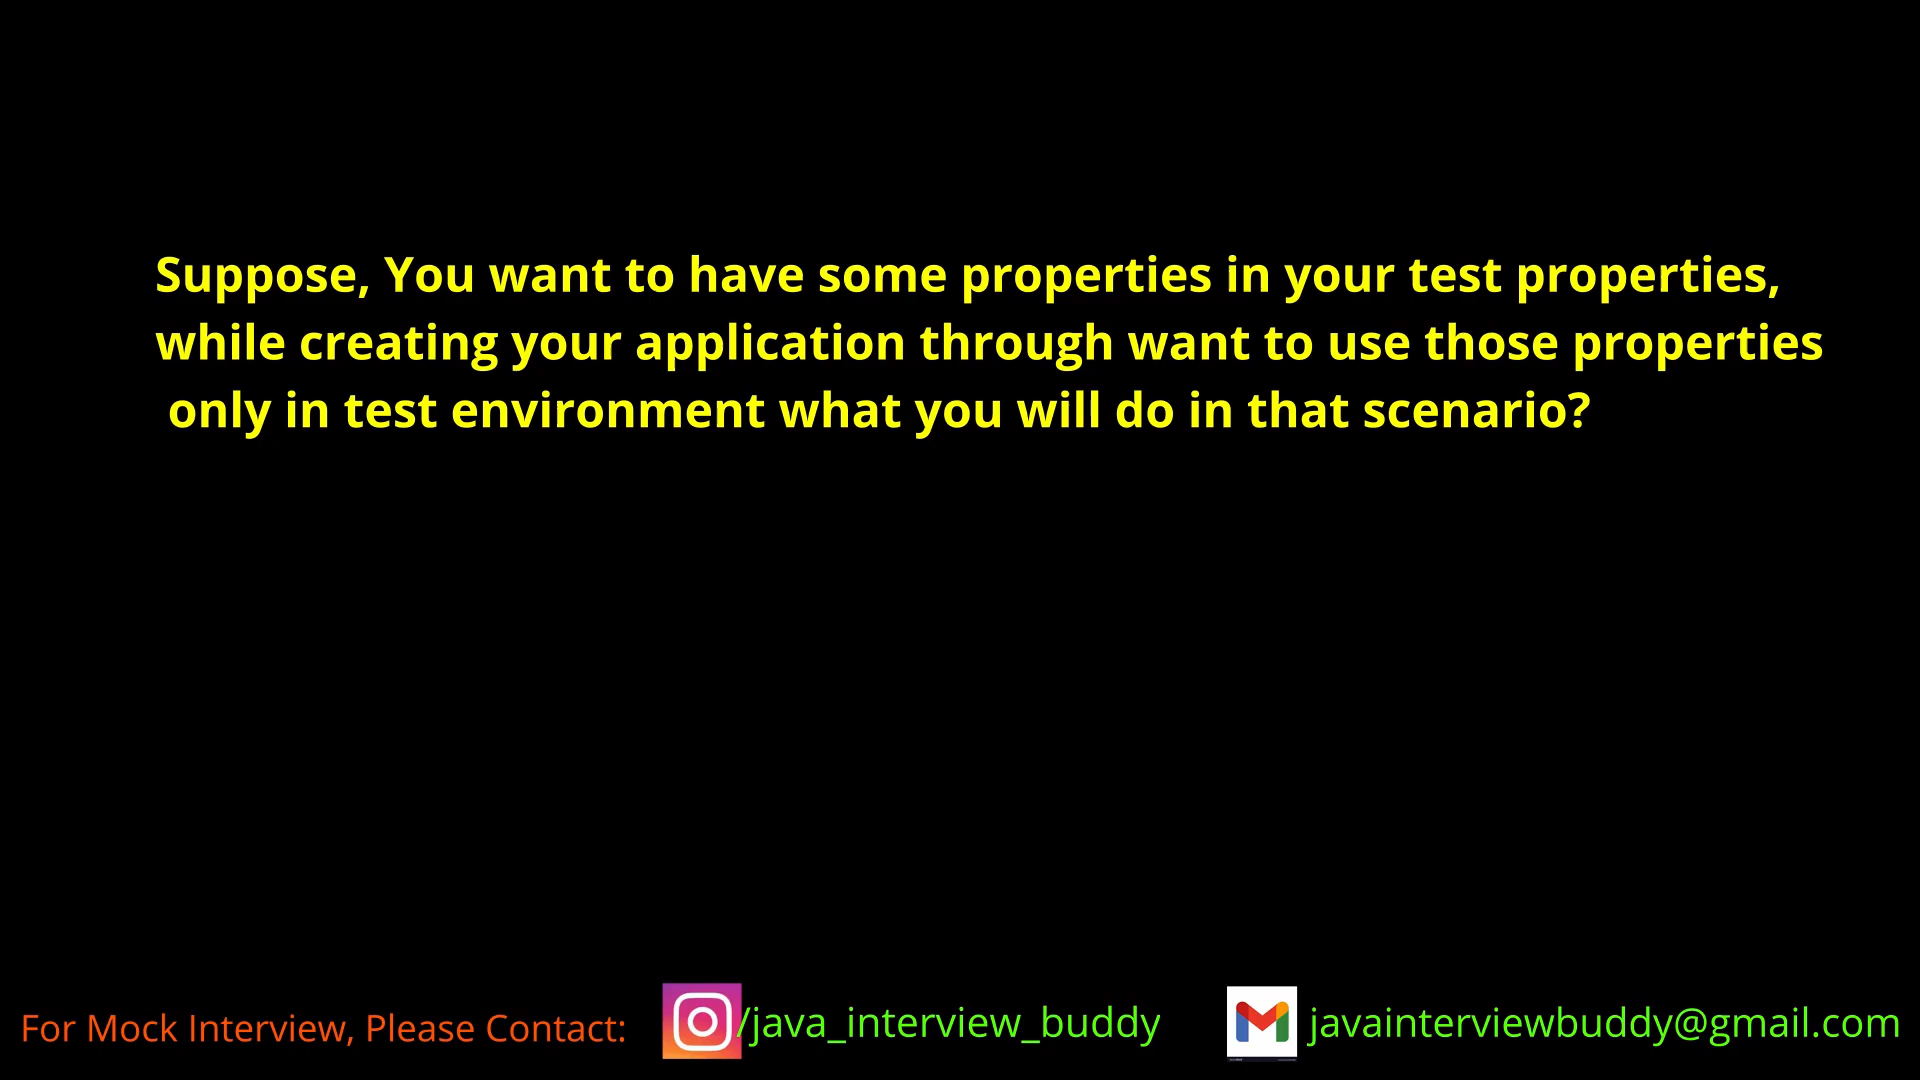 Suppose, You want to have some properties in your test properties,
while creating your application through want to use those properties
only in test environment what you will do in that scenario?
For Mock Interview, Please Contact: /java_interview_buddy javainterviewbuddy@gmail.com